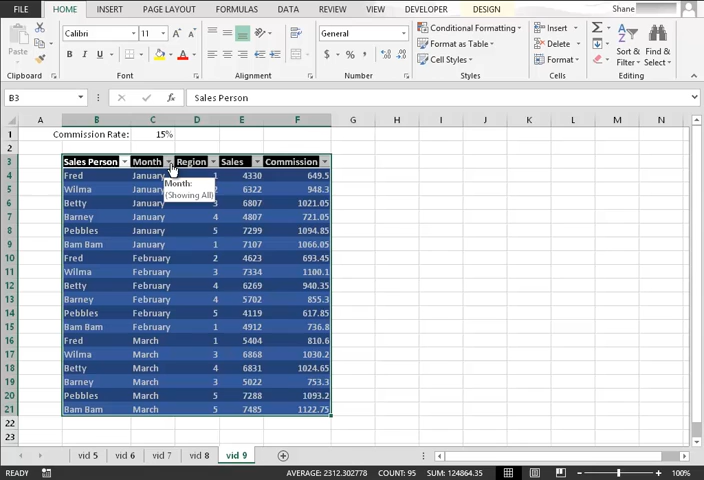 FILE HOME INSERT PAGE LAYOUT FORMULAS DATA REVIEW VIEW DEVELOPER DESIGN Shane
Paste Calibri 11 General Conditional Formatting Insert
Format as Table Delete Sort & Filter Find & Select
B I U $ % Cell Styles Format
Clipboard Font Alignment Number Styles Cells Editing
B3 fx Sales Person
A B C D E F G H I J K L M N
1 Commission Rate: 15%
2
3 Sales Person Month Region Sales Commission
4 Fred January 1 4330 649.5
5 Wilma January 6322 948.3
6 Betty January 3 6807 1021.05
7 Barney January 4 4807 721.05
8 Pebbles January 5 7299 1094.85
9 Bam Bam January 1 7107 1066.05
10 Fred February 2 4623 693.45
11 Wilma February 3 7334 1100.1
12 Betty February 4 6269 940.35
13 Barney February 4 5702 855.3
14 Pebbles February 5 4119 617.85
15 Bam Bam February 1 4912 736.8
16 Fred March 1 5404 810.6
17 Wilma March 3 6868 1030.2
18 Betty March 4 6831 1024.65
19 Barney March 3 5022 753.3
20 Pebbles March 5 7288 1093.2
21 Bam Bam March 5 7485 1122.75
22
23
Month:
(Showing All)
vid 5 vid 6 vid 7 vid 8 vid 9
READY AVERAGE: 2312.302778 COUNT: 95 SUM: 124864.35 100%